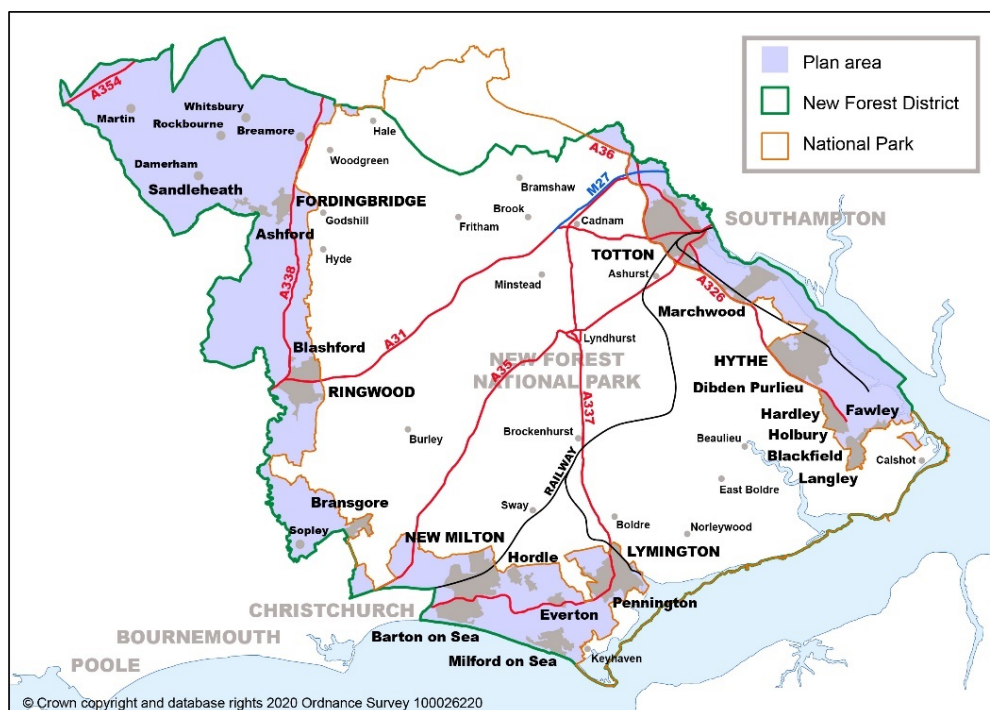 Plan area
New Forest District
National Park
A354
Martin
Whitsbury
Rockbourne
Breamore
Hale
Woodgreen
Damerham
Sandleheath
FORDINGBRIDGE
Godshill
Ashford
Hyde
A338
Bramshaw
Brook
Fritham
M27
A36
Cadnam
SOUTHAMPTON
TOTTON
Ashurst
Minstead
A326
Marchwood
A31
Lyndhurst
NEW FOREST
NATIONAL PARK
A35
A337
Blashford
RINGWOOD
HYTHE
Dibden Purlieu
Hardley
Fawley
Holbury
Blackfield
Langley
Calshot
Burley
Brockenhurst
Beaulieu
RAILWAY
East Boldre
Bransgore
Sopley
Sway
Boldre
Norleywood
NEW MILTON
Hordle
LYMINGTON
Pennington
Everton
CHRISTCHURCH
Barton on Sea
BOURNEMOUTH
Milford on Sea
Keyhaven
POOLE
© Crown copyright and database rights 2020 Ordnance Survey 100026220